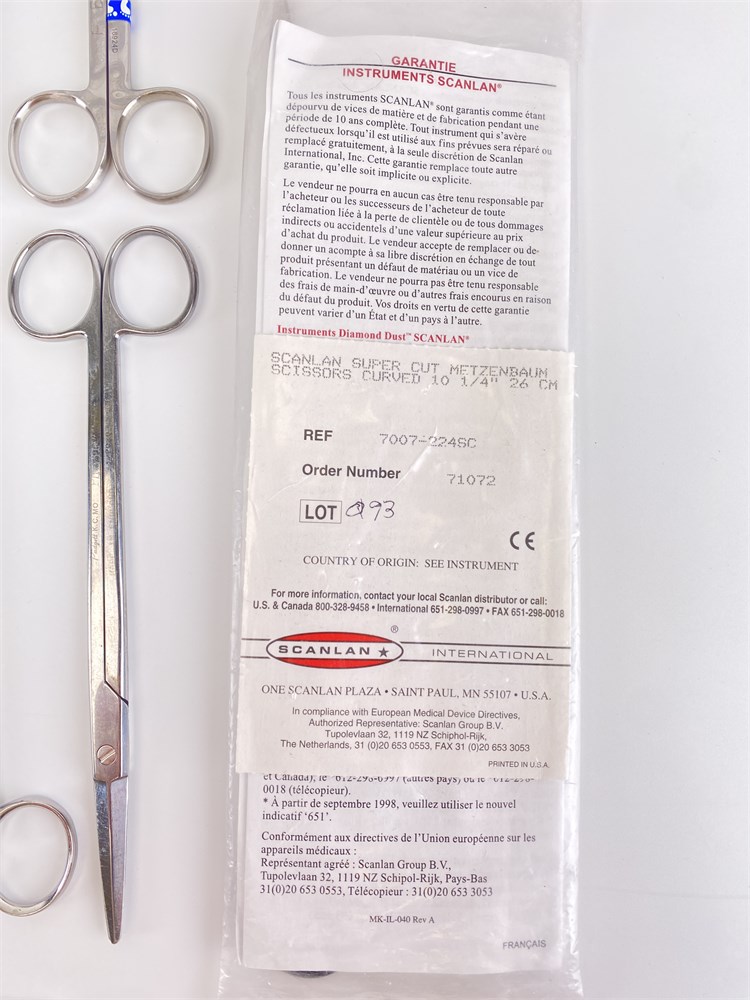 GARANTIE
INSTRUMENTS SCANLAN®
Tous les instruments SCANLAN® sont garantis comme étant
dépourvu de vices de matière et de fabrication pendant une
période de 10 ans complète. Tout instrument qui s'avère
défectueux lorsqu'il est utilisé aux fins prévues sera réparé ou
remplacé gratuitement, à la seule discrétion de Scanlan
International, Inc. Cette garantie remplace toute autre
garantie, qu'elle soit implicite ou explicite.
Le vendeur ne pourra en aucun cas être tenu responsable par
l'acheteur ou les successeurs de l'acheteur de toute
réclamation liée à la perte de clientèle ou de tous dommages
indirects ou accidentels d'une valeur supérieure au prix
d'achat du produit. Le vendeur accepte de remplacer ou de-
donner un acompte à sa libre discrétion en échange de tout
produit présentant un défaut de matériau ou un vice de
fabrication. Le vendeur ne pourra pas être tenu responsable
des frais de main-d'œuvre ou d'autres frais encourus en raison
du défaut du produit. Vos droits en vertu de cette garantie
peuvent varier d'un État et d'un pays à l'autre.
Instruments Diamond Dust™ SCANLAN®
SCANLAN SUPER CUT METZENBAUM
SCISSORS CURVED 10 1/4" 26 CM
REF 7007-224SC
Order Number 71072
LOT 093
CE
COUNTRY OF ORIGIN: SEE INSTRUMENT
For more information, contact your local Scanlan distributor or call:
U.S. & Canada 800-328-9458 • International 651-298-0997 • FAX 651-298-0018
SCANLAN ★ ® INTERNATIONAL
ONE SCANLAN PLAZA • SAINT PAUL, MN 55107 • U.S.A.
In compliance with European Medical Device Directives,
Authorized Representative: Scanlan Group B.V.
Tupolevlaan 32, 1119 NZ Schiphol-Rijk,
The Netherlands, 31 (0)20 653 0553, FAX 31 (0)20 653 3053
PRINTED IN U.S.A.
et Canada), le "612-298-0997 (autres pays) ou le
0018 (télécopieur).
* À partir de septembre 1998, veuillez utiliser le nouvel
indicatif '651'.
Conformément aux directives de l'Union européenne sur les
appareils médicaux :
Représentant agréé : Scanlan Group B.V.,
Tupolevlaan 32, 1119 NZ Schipol-Rijk, Pays-Bas
31(0)20 653 0553, Télécopieur : 31(0)20 653 3053
MK-IL-040 Rev A
FRANÇAIS